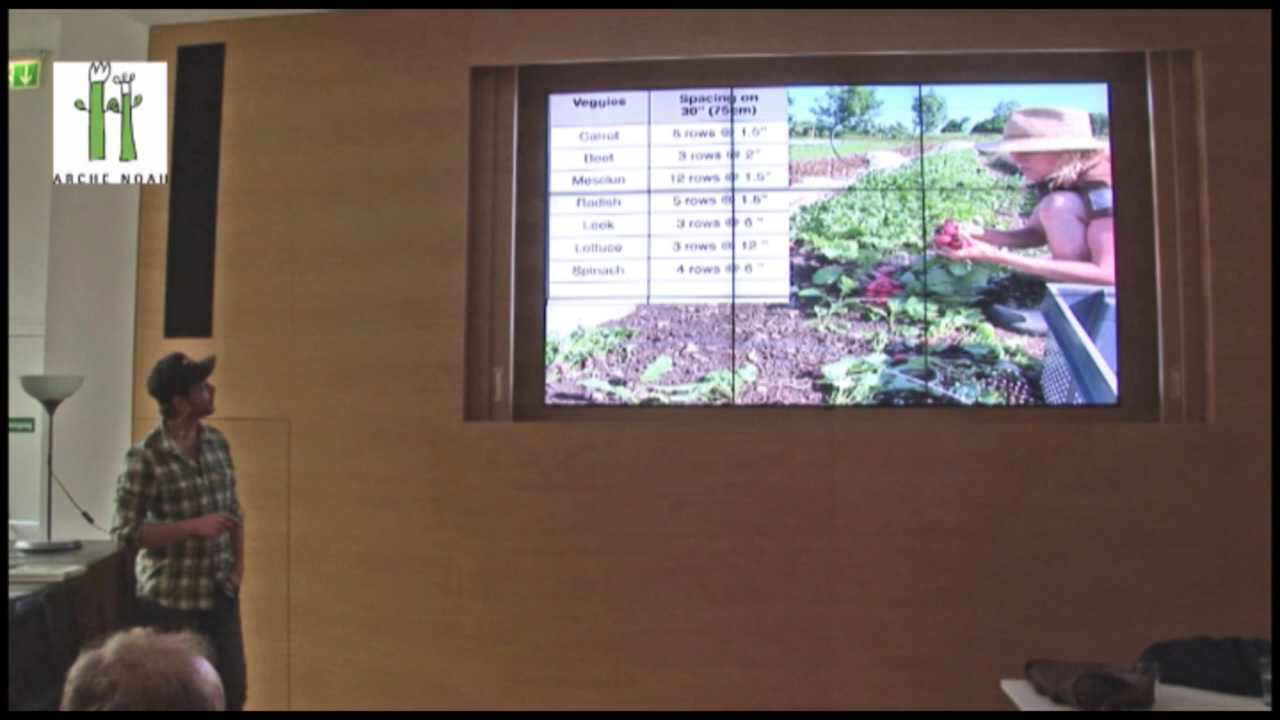 ARCHE NOAH
Veggies Spacing on
30" (75cm)
Carrot 5 rows @ 1.5"
Beet 3 rows @ 2"
Mesclun 12 rows @ 1.5"
Radish 5 rows @ 1.5"
Leek 3 rows @ 6 "
Lettuce 3 rows @ 12 "
Spinach 4 rows @ 6 "